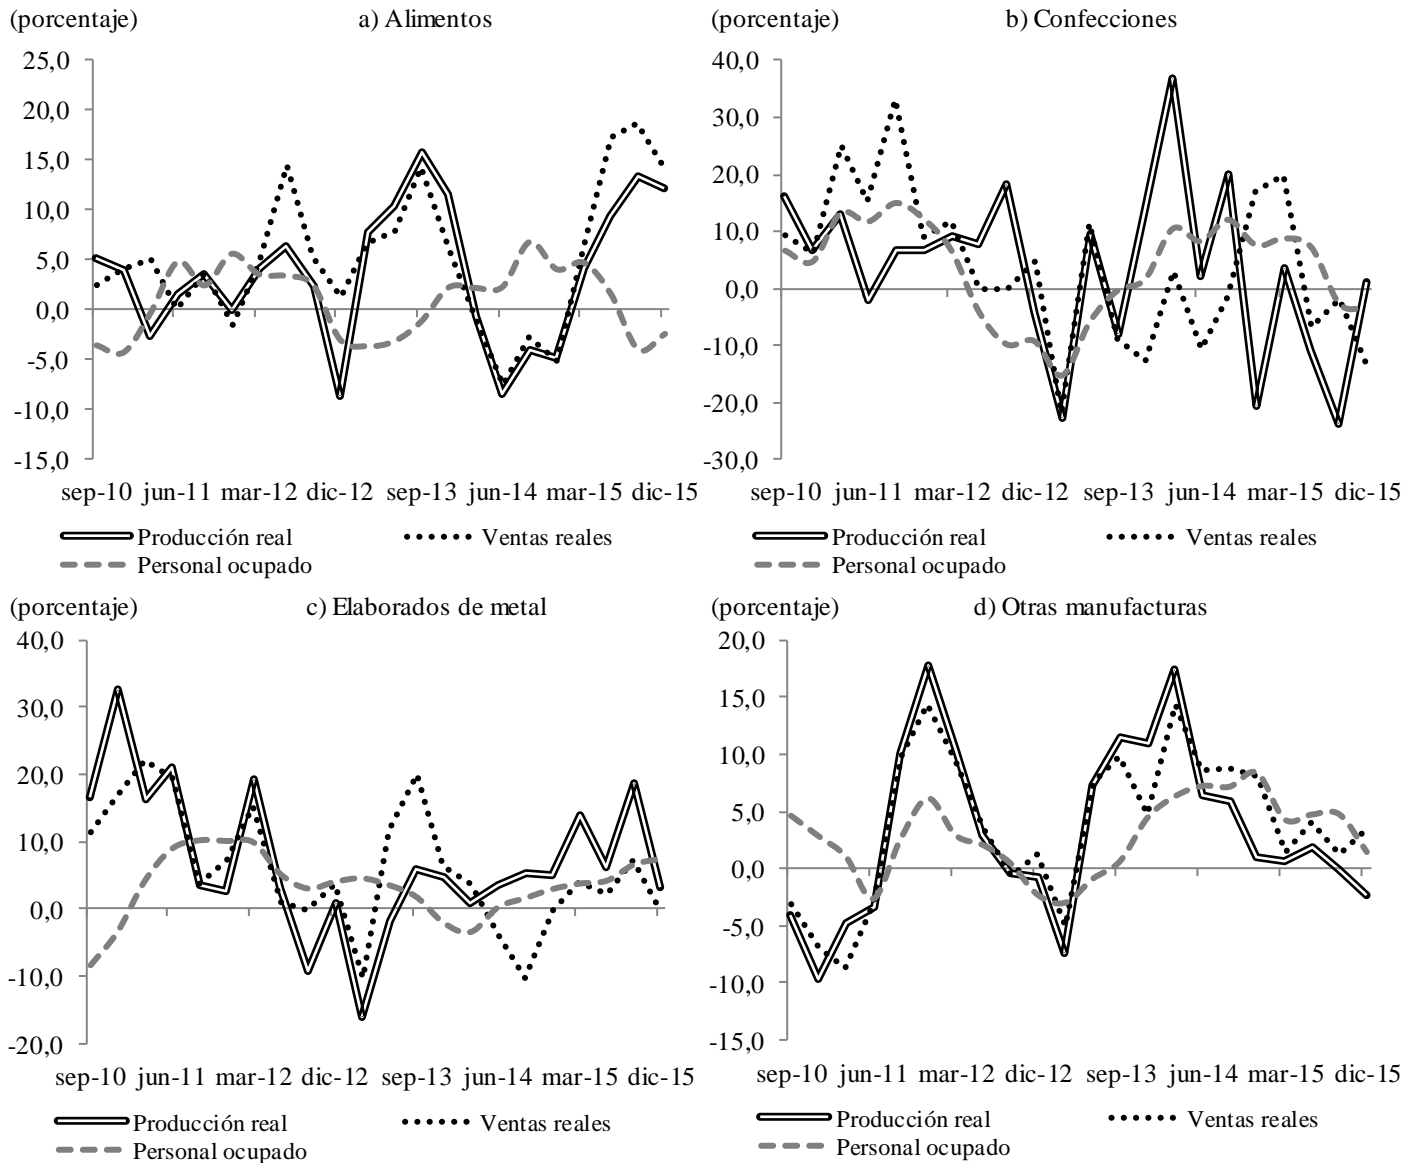 (porcentaje) a) Alimentos
25,0
20,0
15,0
10,0
5,0
0,0
-5,0
-10,0
-15,0
sep-10 jun-11 mar-12 dic-12 sep-13 jun-14 mar-15 dic-15
Producción real Ventas reales
Personal ocupado
(porcentaje) b) Confecciones
40,0
30,0
20,0
10,0
0,0
-10,0
-20,0
-30,0
sep-10 jun-11 mar-12 dic-12 sep-13 jun-14 mar-15 dic-15
Producción real Ventas reales
Personal ocupado
(porcentaje) c) Elaborados de metal
40,0
30,0
20,0
10,0
0,0
-10,0
-20,0
sep-10 jun-11 mar-12 dic-12 sep-13 jun-14 mar-15 dic-15
Producción real Ventas reales
Personal ocupado
(porcentaje) d) Otras manufacturas
20,0
15,0
10,0
5,0
0,0
-5,0
-10,0
-15,0
sep-10 jun-11 mar-12 dic-12 sep-13 jun-14 mar-15 dic-15
Producción real Ventas reales
Personal ocupado